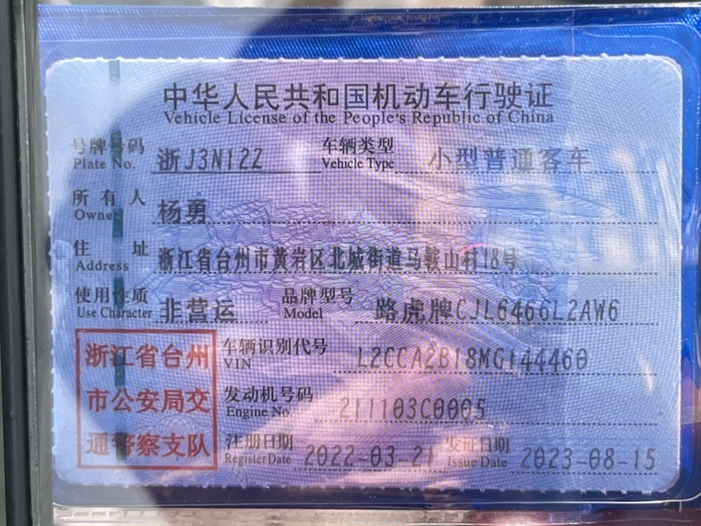 中华人民共和国机动车行驶证
Vehicle License of the People's Republic of China
号牌号码 浙J3N12Z 车辆类型 小型普通客车
Plate No. Vehicle Type
所有人 杨勇
Owner
住址 浙江省台州市黄岩区北城街道马鞍山村18号
Address
使用性质 非营运 品牌型号 路虎牌CJL6466L2AW6
Use Character Model
浙江省台州
市公安局交
通警察支队
车辆识别代号 L2CCA2B18MG144460
VIN
发动机号码 211103C0005
Engine No.
注册日期 2022-03-21 发证日期 2023-08-15
Register Date Issue Date